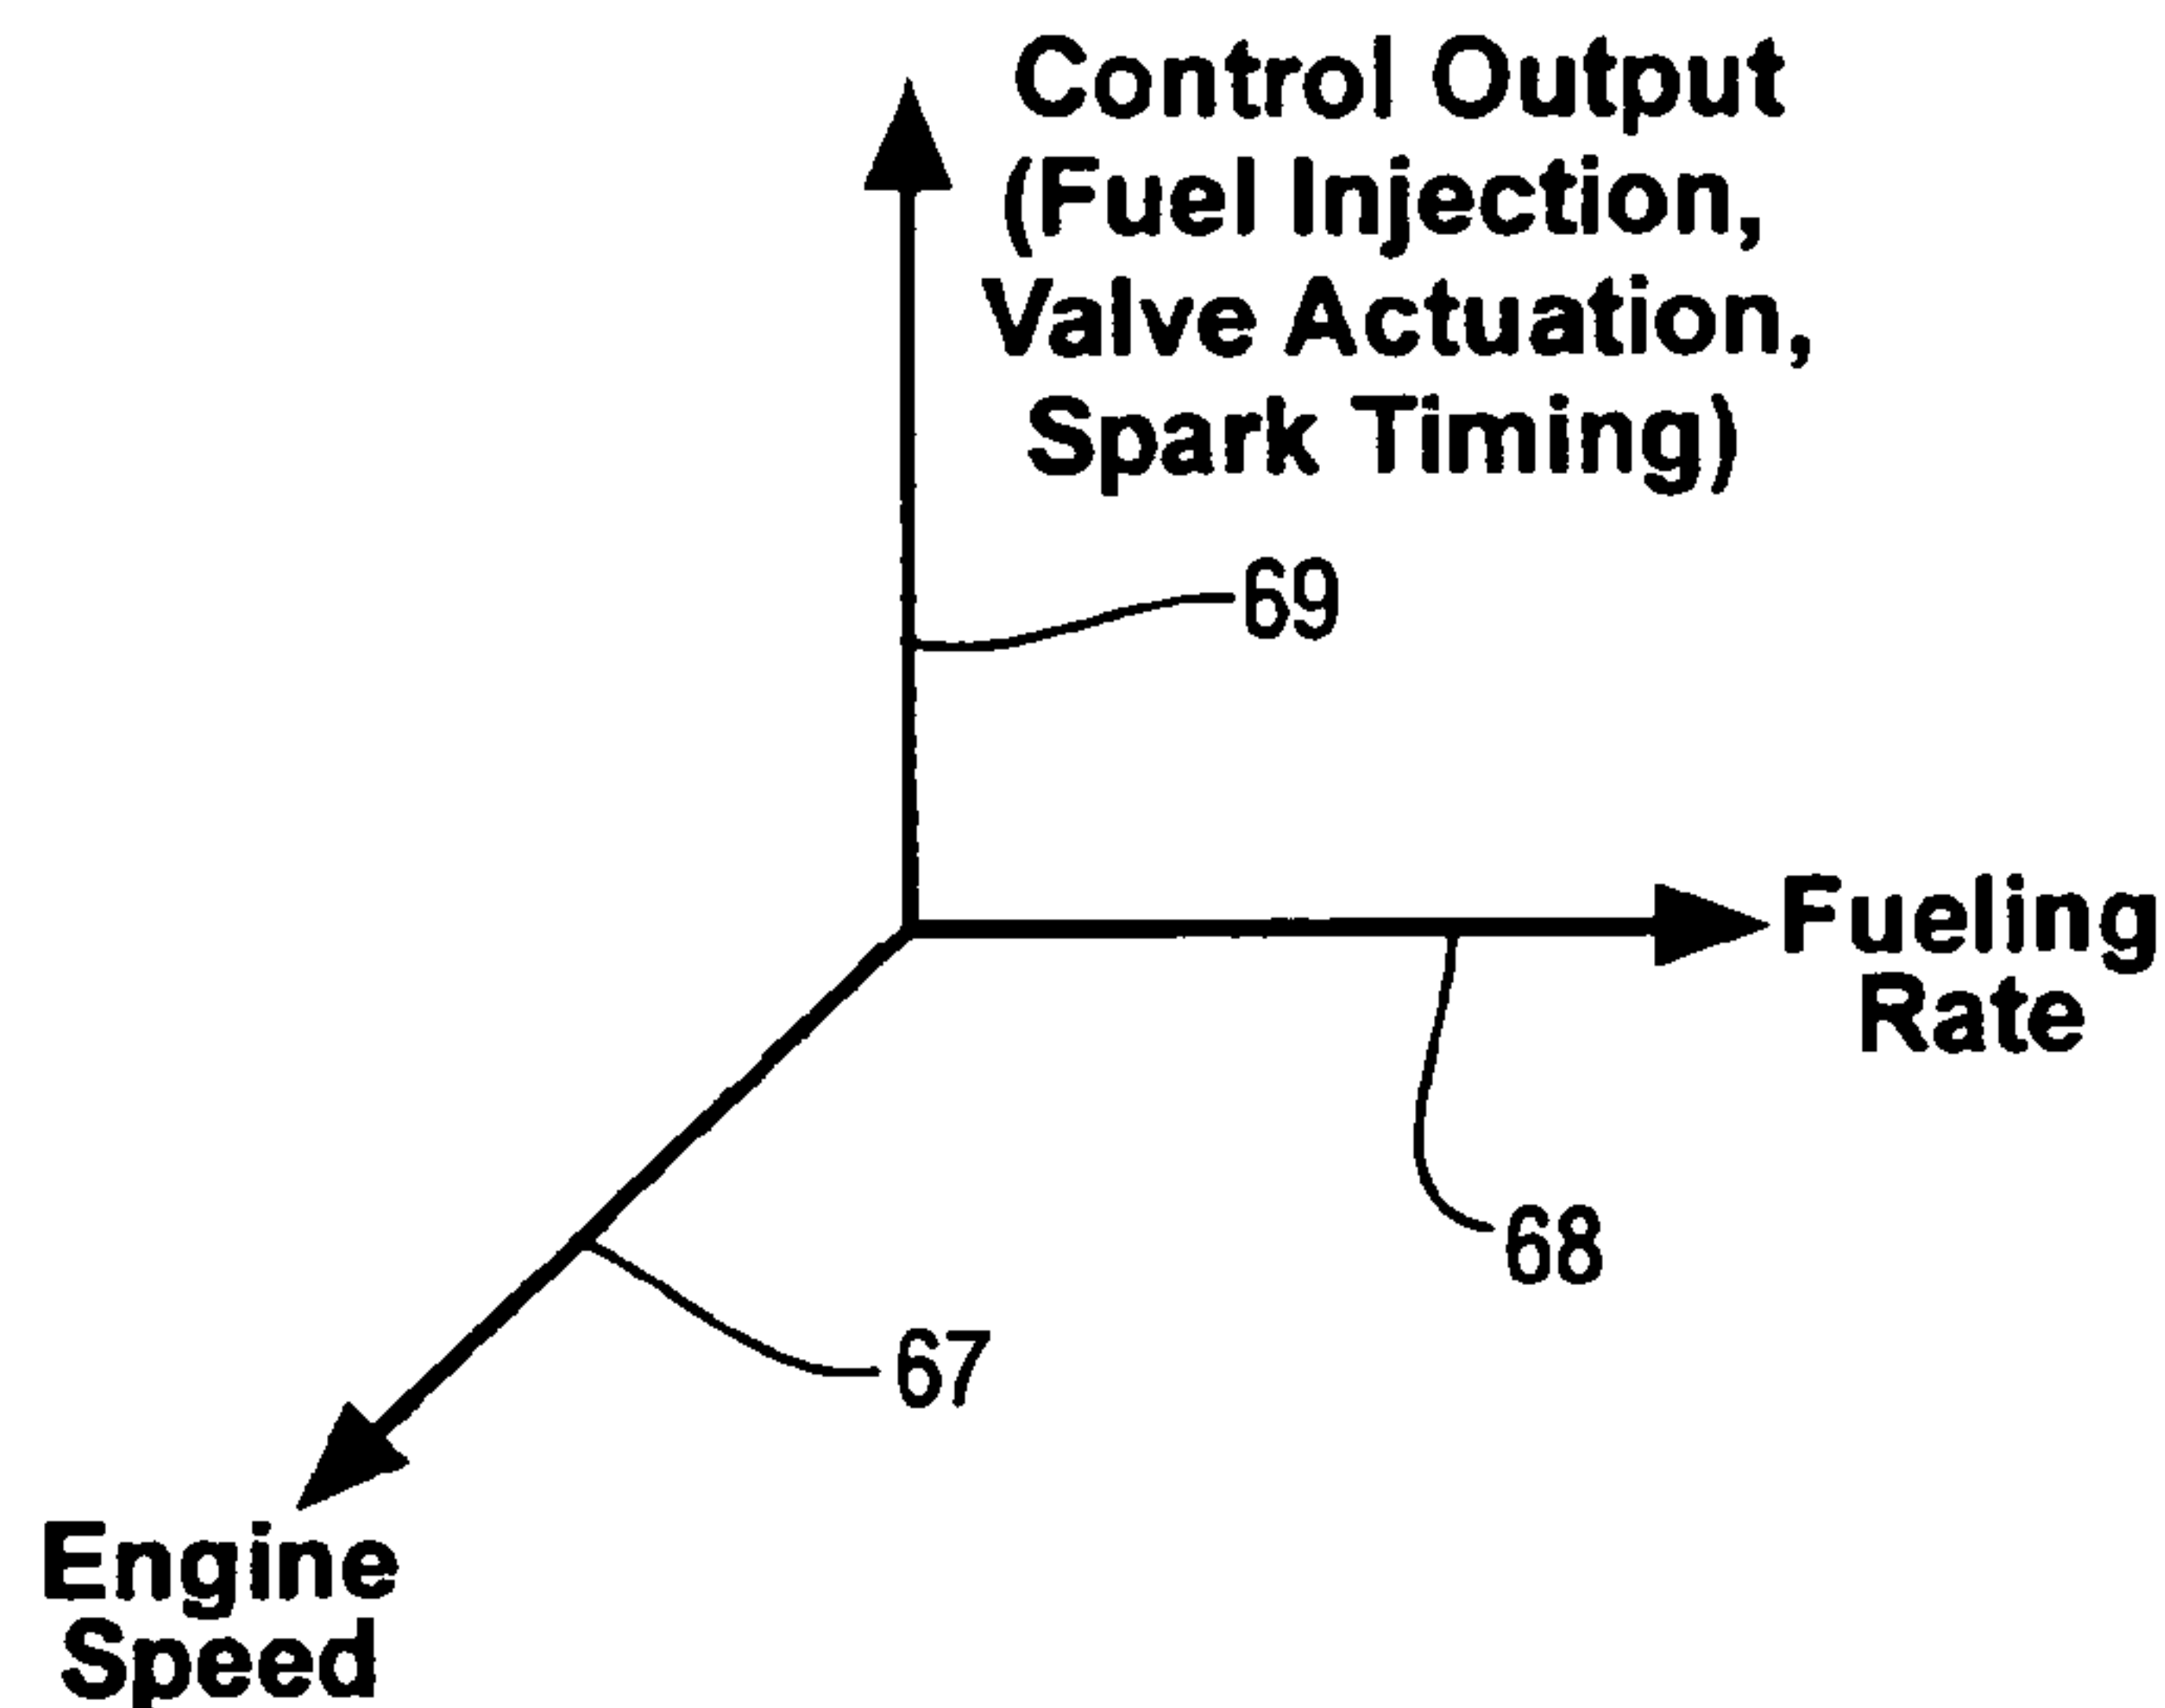 Control Output
(Fuel Injection,
Valve Actuation,
Spark Timing)
69
Fueling
Rate
68
67
Engine
Speed